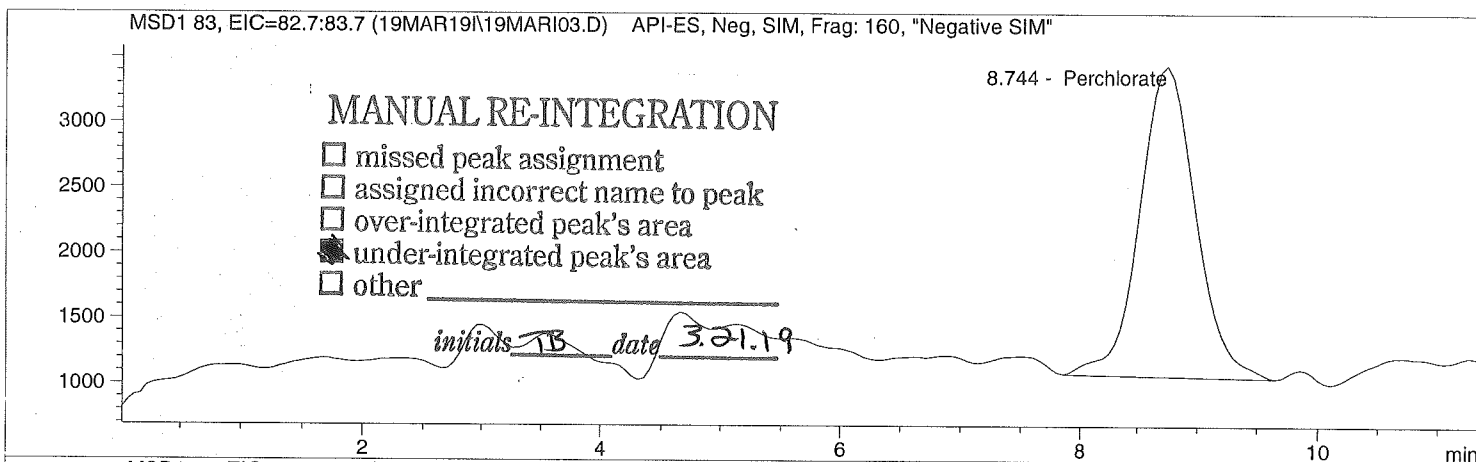 MSD1 83, EIC=82.7:83.7 (19MAR19I\19MARI03.D) API-ES, Neg, SIM, Frag: 160, "Negative SIM"
8.744 - Perchlorate
MANUAL RE-INTEGRATION
missed peak assignment
assigned incorrect name to peak
over-integrated peak's area
under-integrated peak's area
other
initials TB date 3.21.19
3000
2500
2000
1500
1000
2 4 6 8 10 min